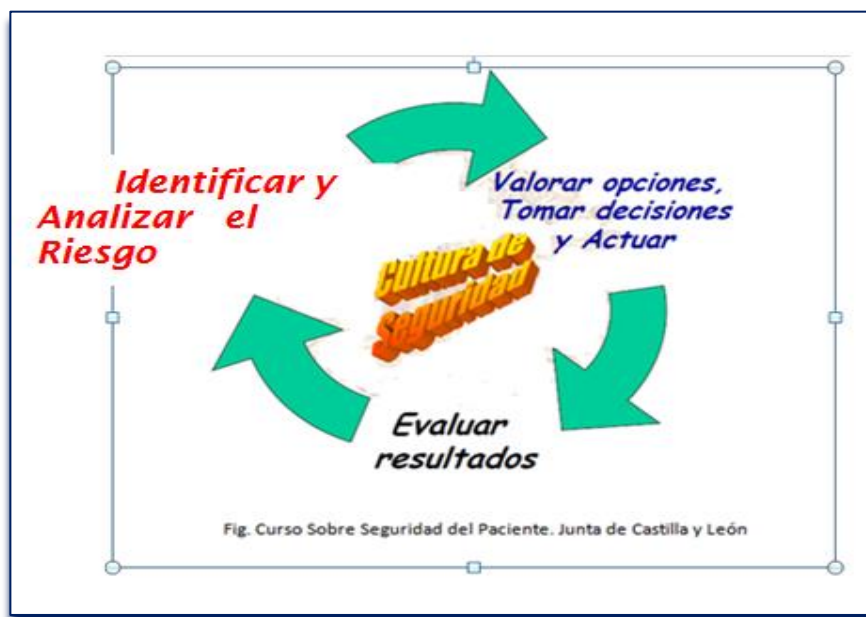 Identificar y
Analizar el
Riesgo
Valorar opciones,
Tomar decisiones
y Actuar
Cultura de
Seguridad
Evaluar
resultados
Fig. Curso Sobre Seguridad del Paciente. Junta de Castilla y León